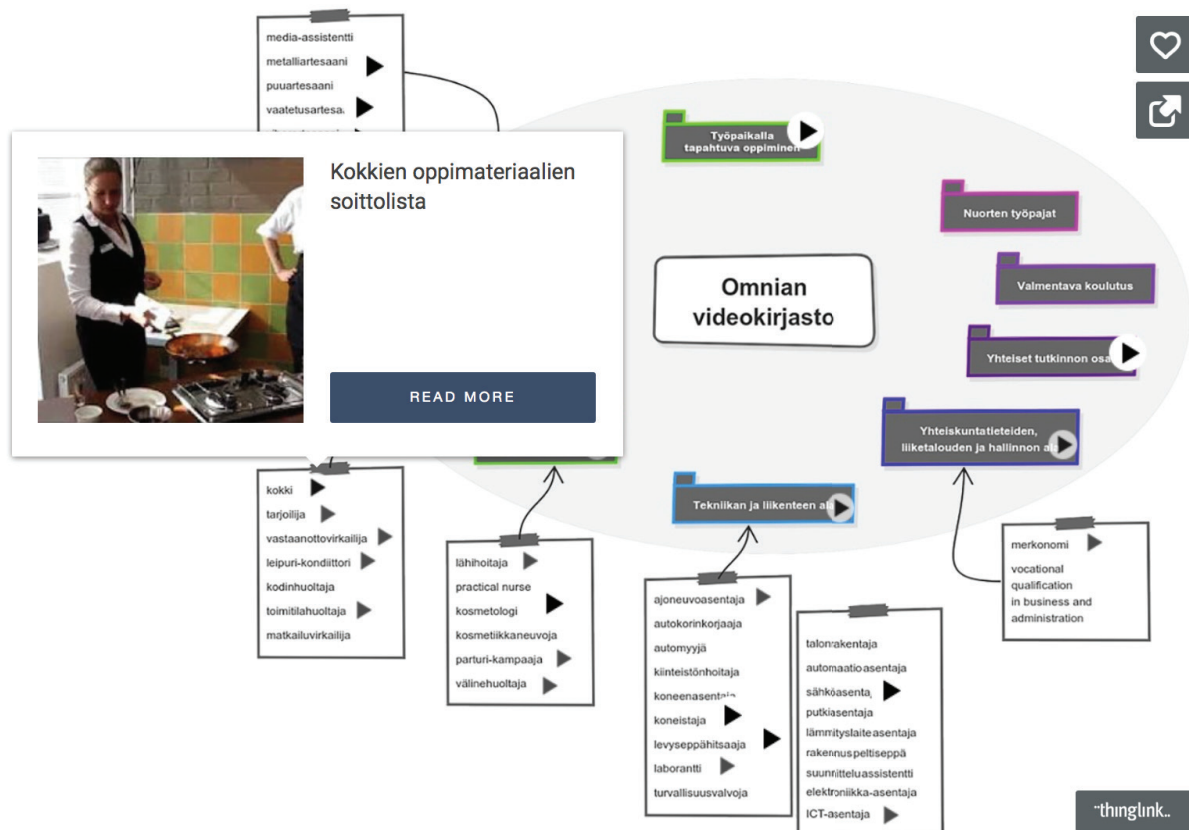 media-assistentti
metalliartesaani
puuartesaani
Kokkien oppimateriaalien
soittolista
READ MORE
Työpaikalla
tapahtuva oppiminen
Nuorten työpajat
Valmentava koulutus
Omnian
videokirjasto
Yhteiset tutkinnon
Yhteiskuntatieteiden,
liiketalouden ja hallinnon
Tekniikan ja liikenteen
kokki
tarjoilija
vastaanottovirkailija
leipuri-kondiittori
kodinhuoltaja
toimitilahuoltaja
matkailuvirkailija
lähihoitaja
practical nurse
kosmetologi
kosmetiikkaneuvoja
parturi-kampaaja
välinehuoltaja
ajoneuvoasentaja
autokorinkorjaaja
automyyjä
kiinteistönhoitaja
koneenasentaja
koneistaja
levyseppähitsaaja
laborantti
turvallisuusvalvoja
talonrakentaja
automaatioasentaja
putkiasentaja
lämmityslaiteasentaja
rakennuspeltiseppä
suunnitteluassistentti
elektroniikka-asentaja
ICT-asentaja
merkonomi
vocational
qualification
in business and
administration
thinglink..